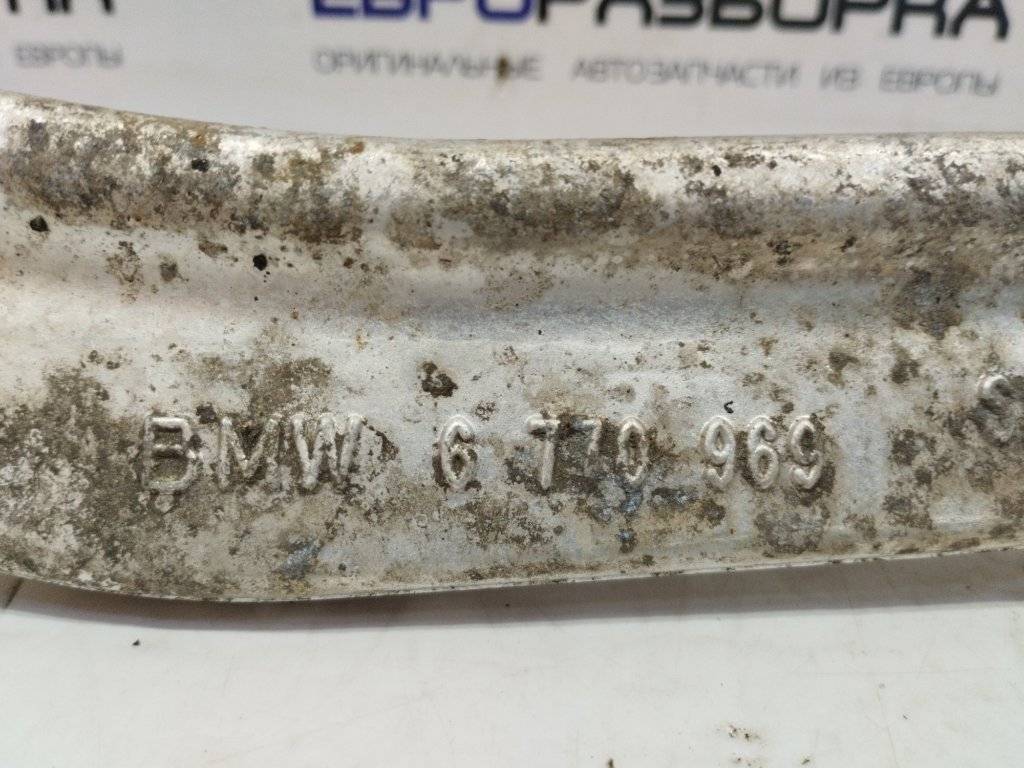 ЕВРОРАЗБОРКА
ЕВРОПЫ ОРИГИНАЛЬНЫЕ АВТОЗАПЧАСТИ ИЗ ЕВРОПЫ
BMW 6 770 969